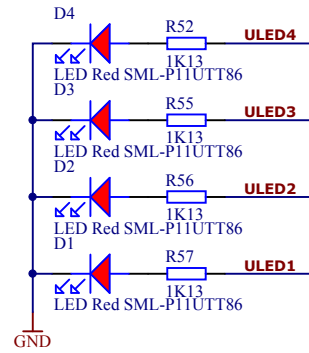 D4
R52
ULED4
1K13
LED Red SML-P11UTT86
D3
R55
ULED3
1K13
LED Red SML-P11UTT86
D2
R56
ULED2
1K13
LED Red SML-P11UTT86
D1
R57
ULED1
1K13
LED Red SML-P11UTT86
GND